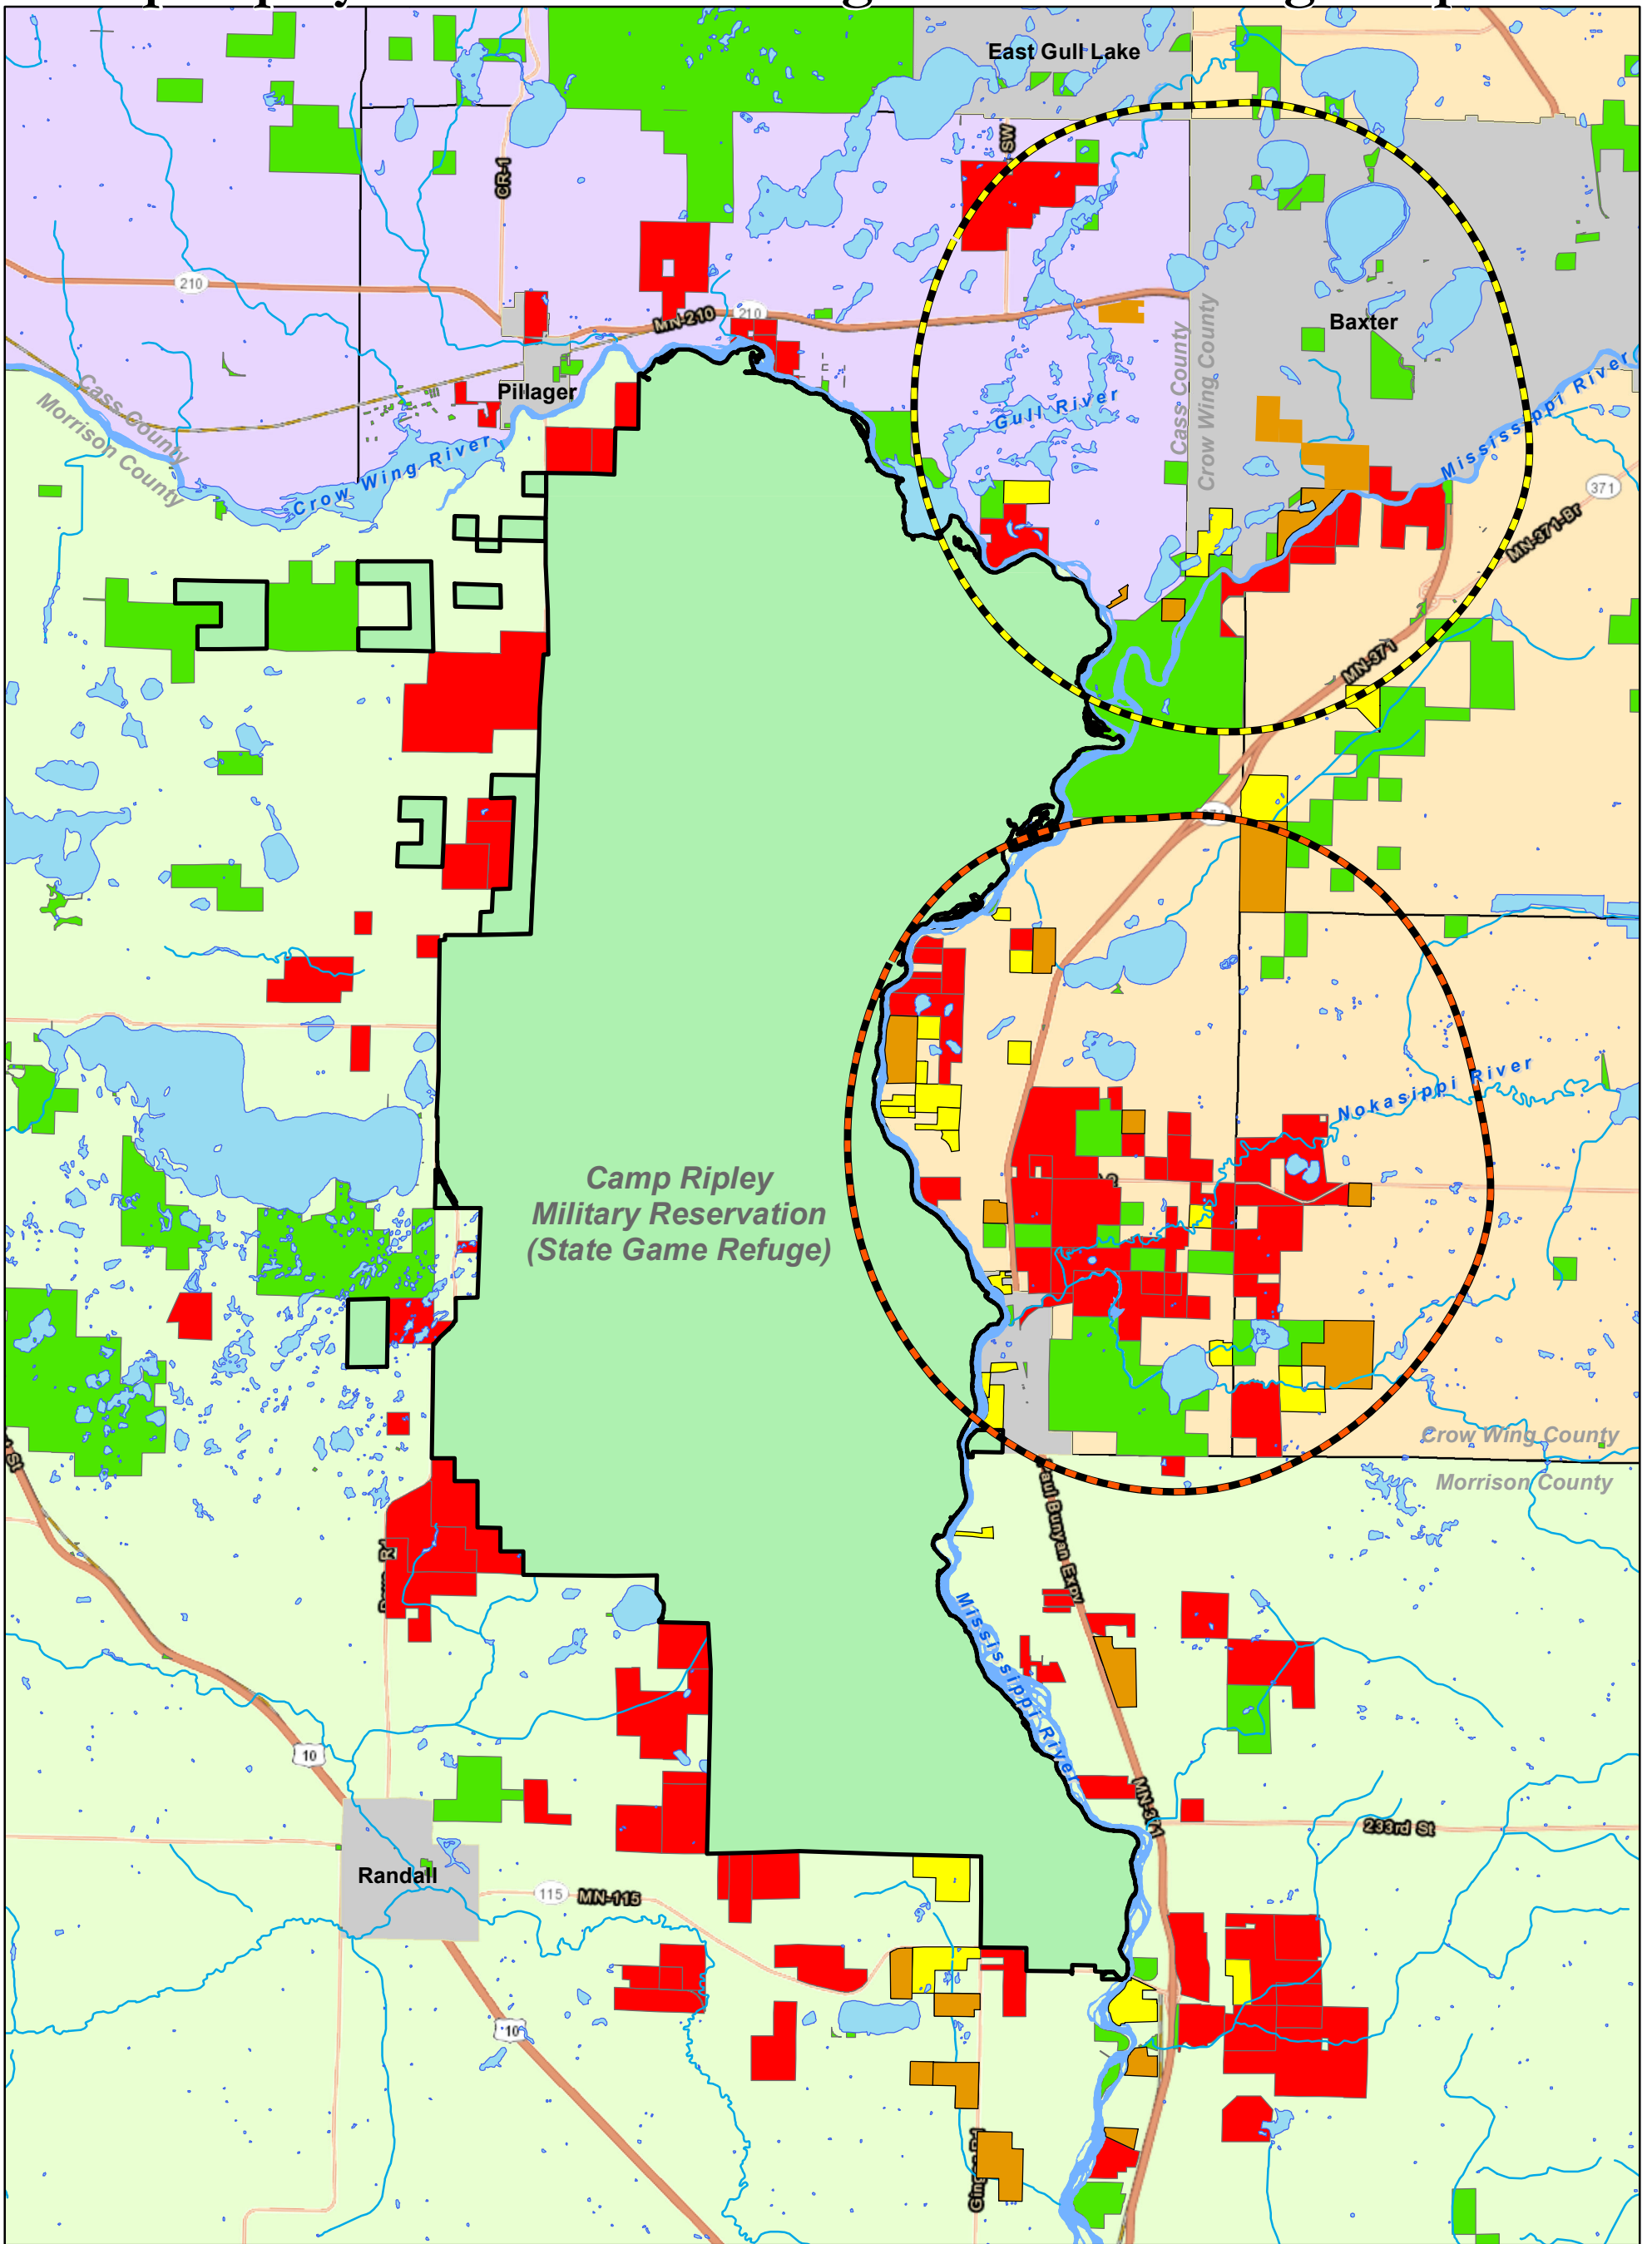 East Gull Lake
SW
CR-1
210
MN-210
210
Baxter
Cass County
Crow Wing County
Pillager
Gull River
Mississippi River
Cass County
Morrison County
Crow Wing River
371
MN-371-Br
MN-371
Nokasippi River
Camp Ripley
Military Reservation
(State Game Refuge)
Crow Wing County
Morrison County
St
Paul Bunyan Expy
Mississippi River
10
MN-371
233rd St
Randall
115
MN-115
10